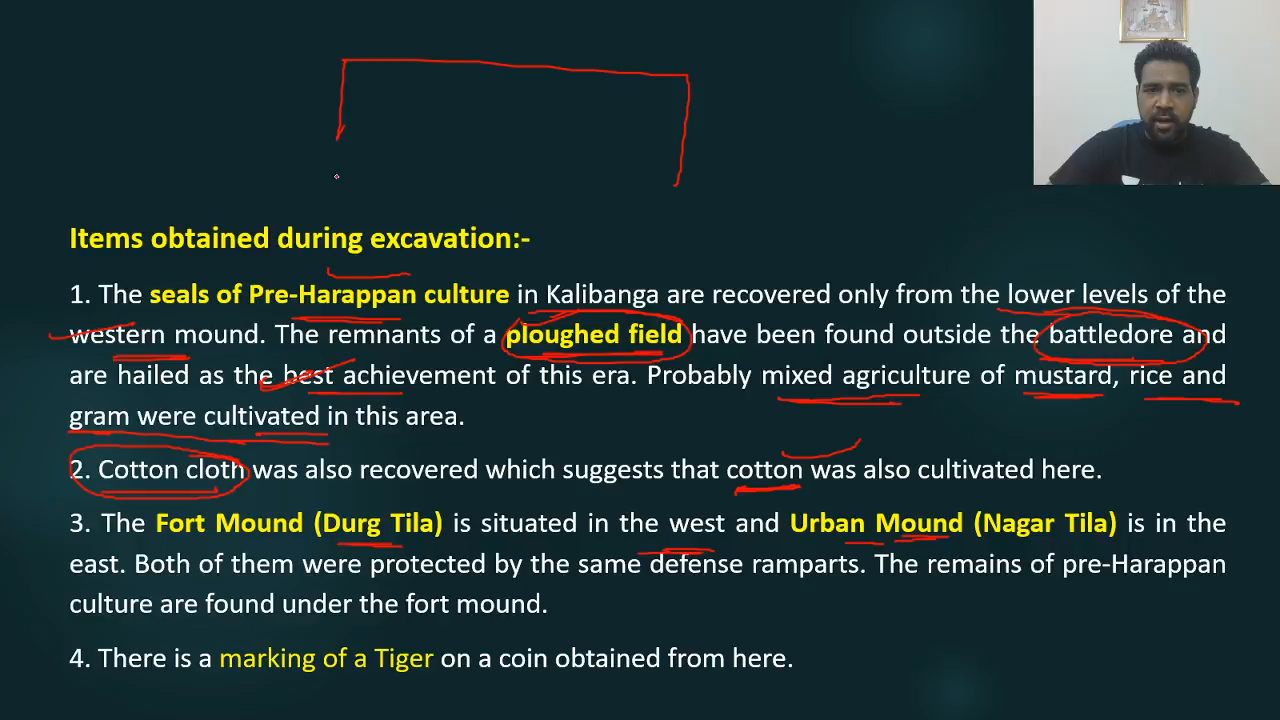 Items obtained during excavation:-
1. The seals of Pre-Harappan culture in Kalibanga are recovered only from the lower levels of the
western mound. The remnants of a ploughed field have been found outside the battledore and
are hailed as the best achievement of this era. Probably mixed agriculture of mustard, rice and
gram were cultivated in this area.
2. Cotton cloth was also recovered which suggests that cotton was also cultivated here.
3. The Fort Mound (Durg Tila) is situated in the west and Urban Mound (Nagar Tila) is in the
east. Both of them were protected by the same defense ramparts. The remains of pre-Harappan
culture are found under the fort mound.
4. There is a marking of a Tiger on a coin obtained from here.